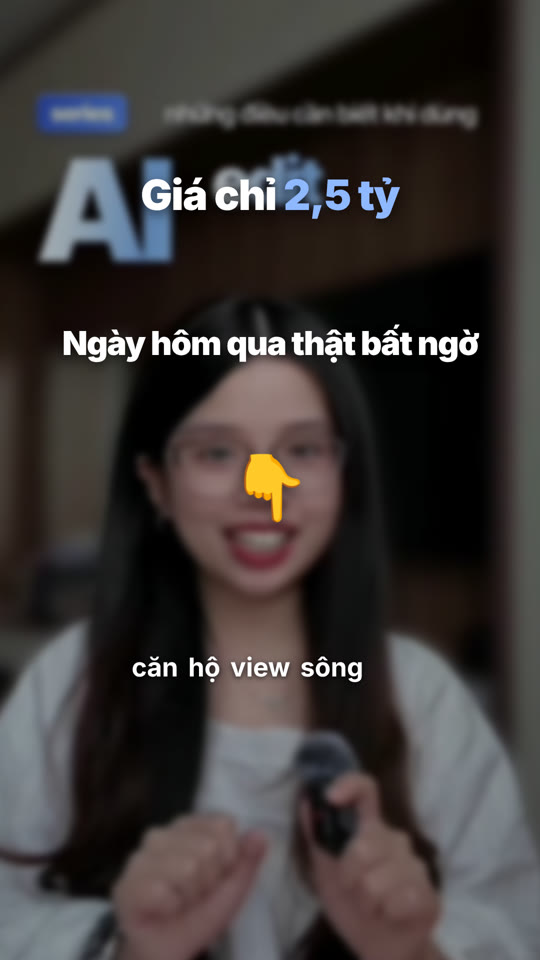 series những điều cần biết khi dùng
AI edit
Giá chỉ 2,5 tỷ
Ngày hôm qua thật bất ngờ
căn hộ view sông